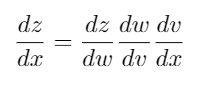 dz/dx = dz/dw dw/dv dv/dx